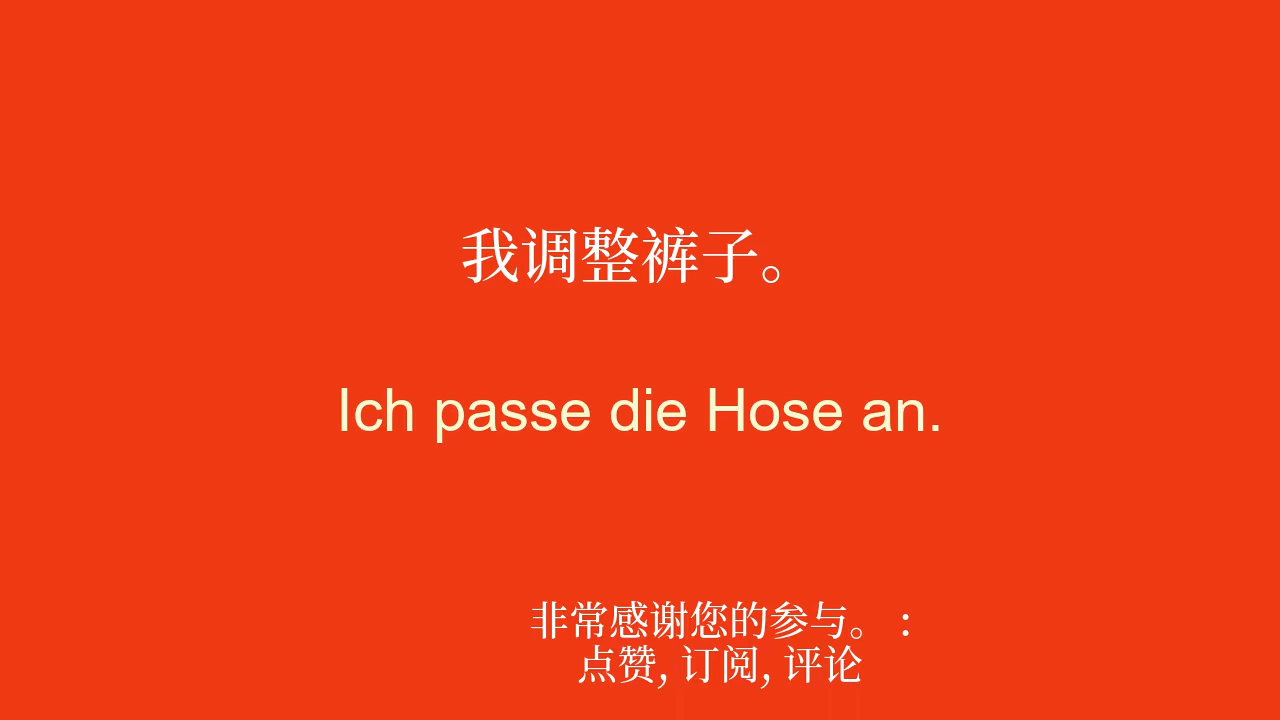 我调整裤子。
Ich passe die Hose an.
非常感谢您的参与。 :
点赞, 订阅, 评论